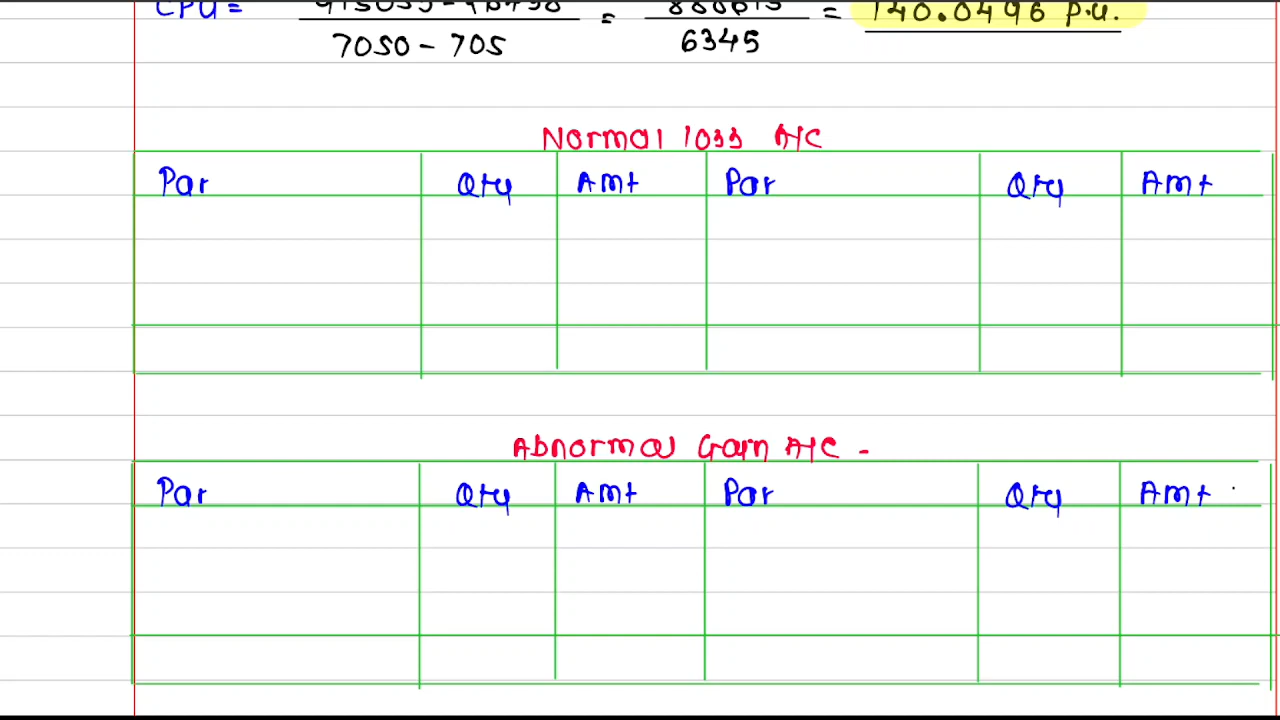 CPU =
= = 140.0496 p.u.
7050 - 705 6345
Normal loss A/C
Par Qty Amt Par Qty Amt
Abnormal Gain A/C -
Par Qty Amt Par Qty Amt